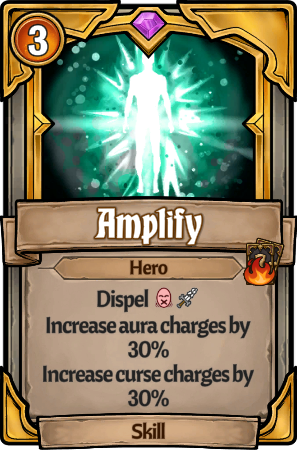 3
Amplify
Hero
Dispel
Increase aura charges by
30%
Increase curse charges by
30%
Skill